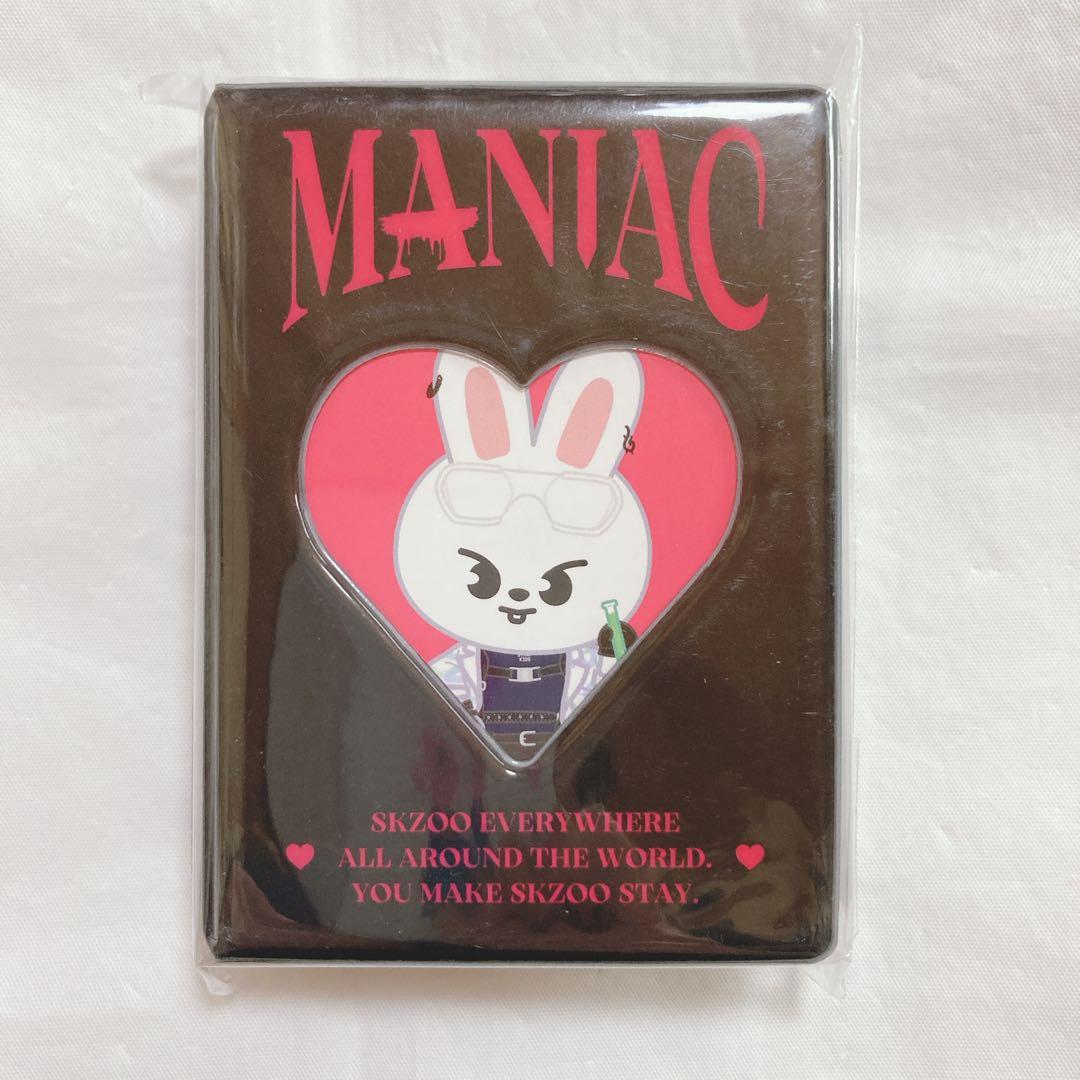 MANIAC
SKZOO EVERYWHERE
ALL AROUND THE WORLD.
YOU MAKE SKZOO STAY.